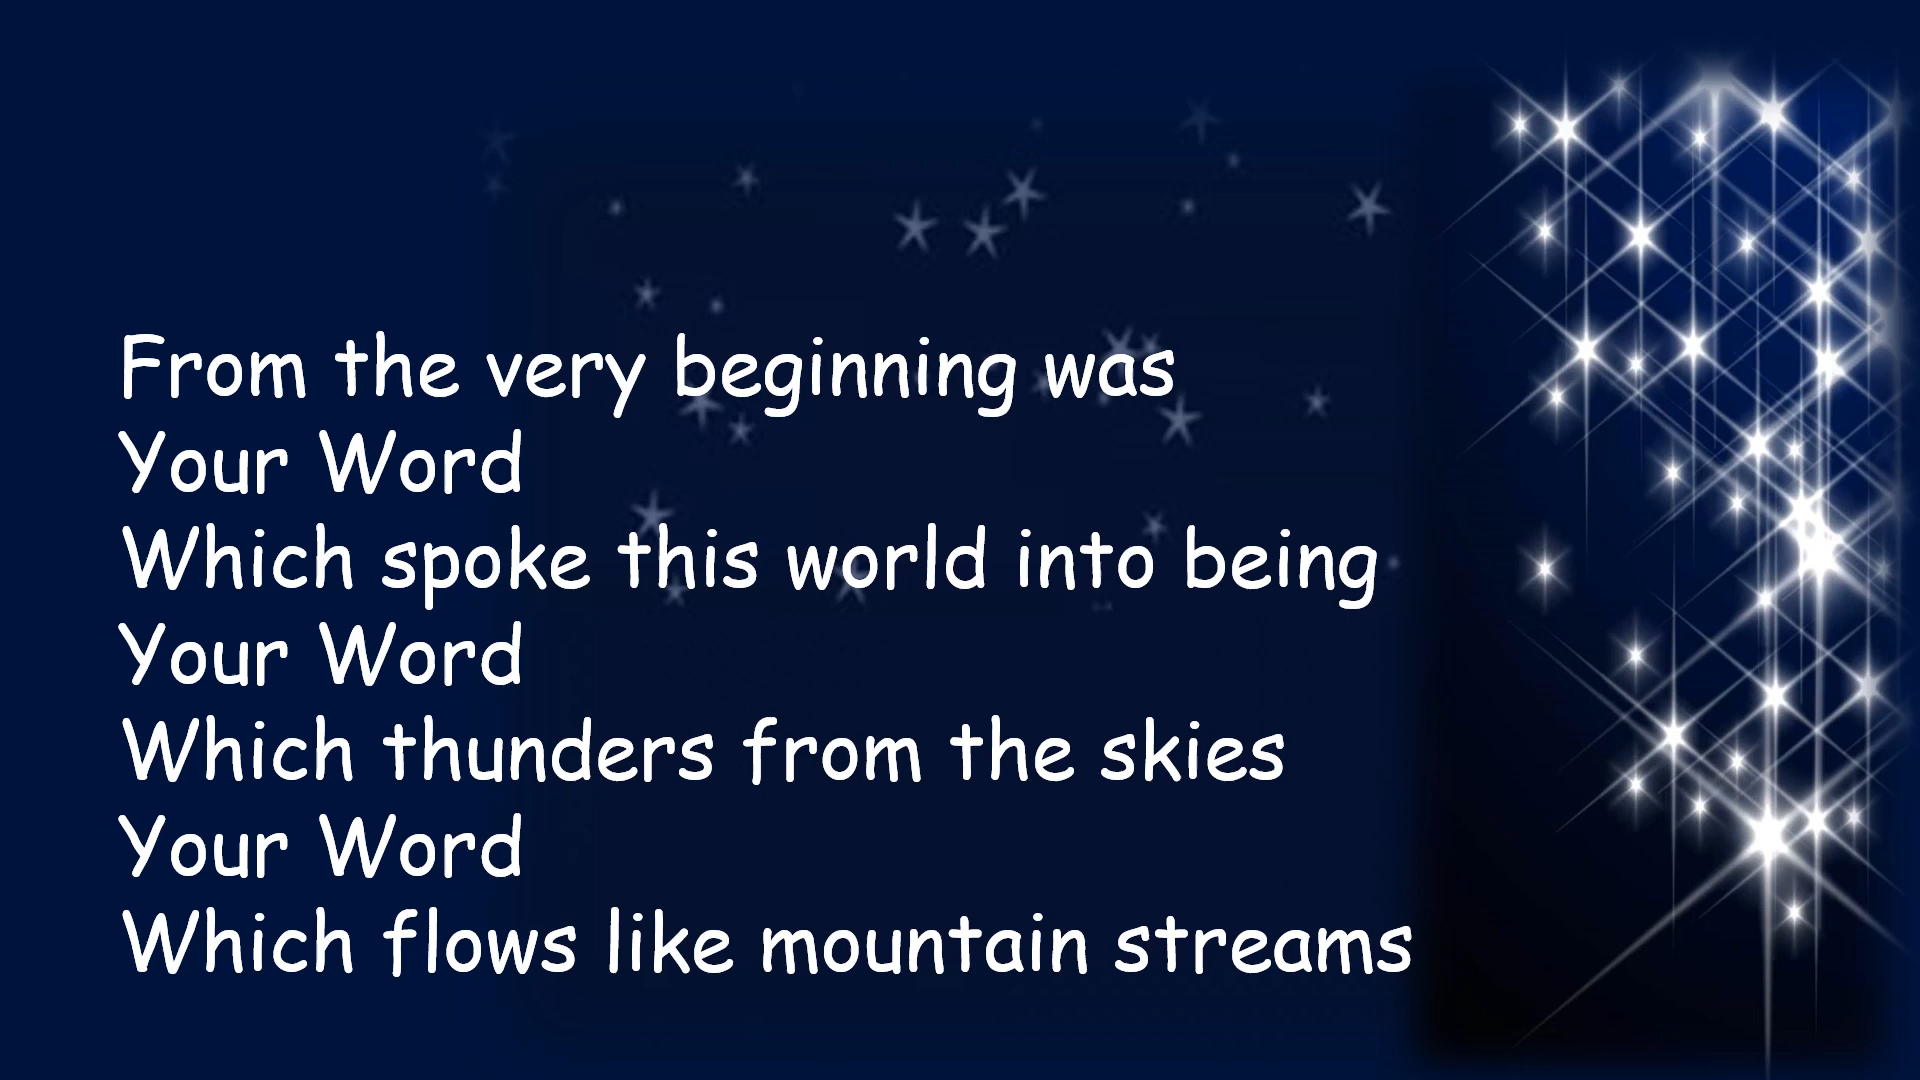 From the very beginning was
Your Word
Which spoke this world into being
Your Word
Which thunders from the skies
Your Word
Which flows like mountain streams